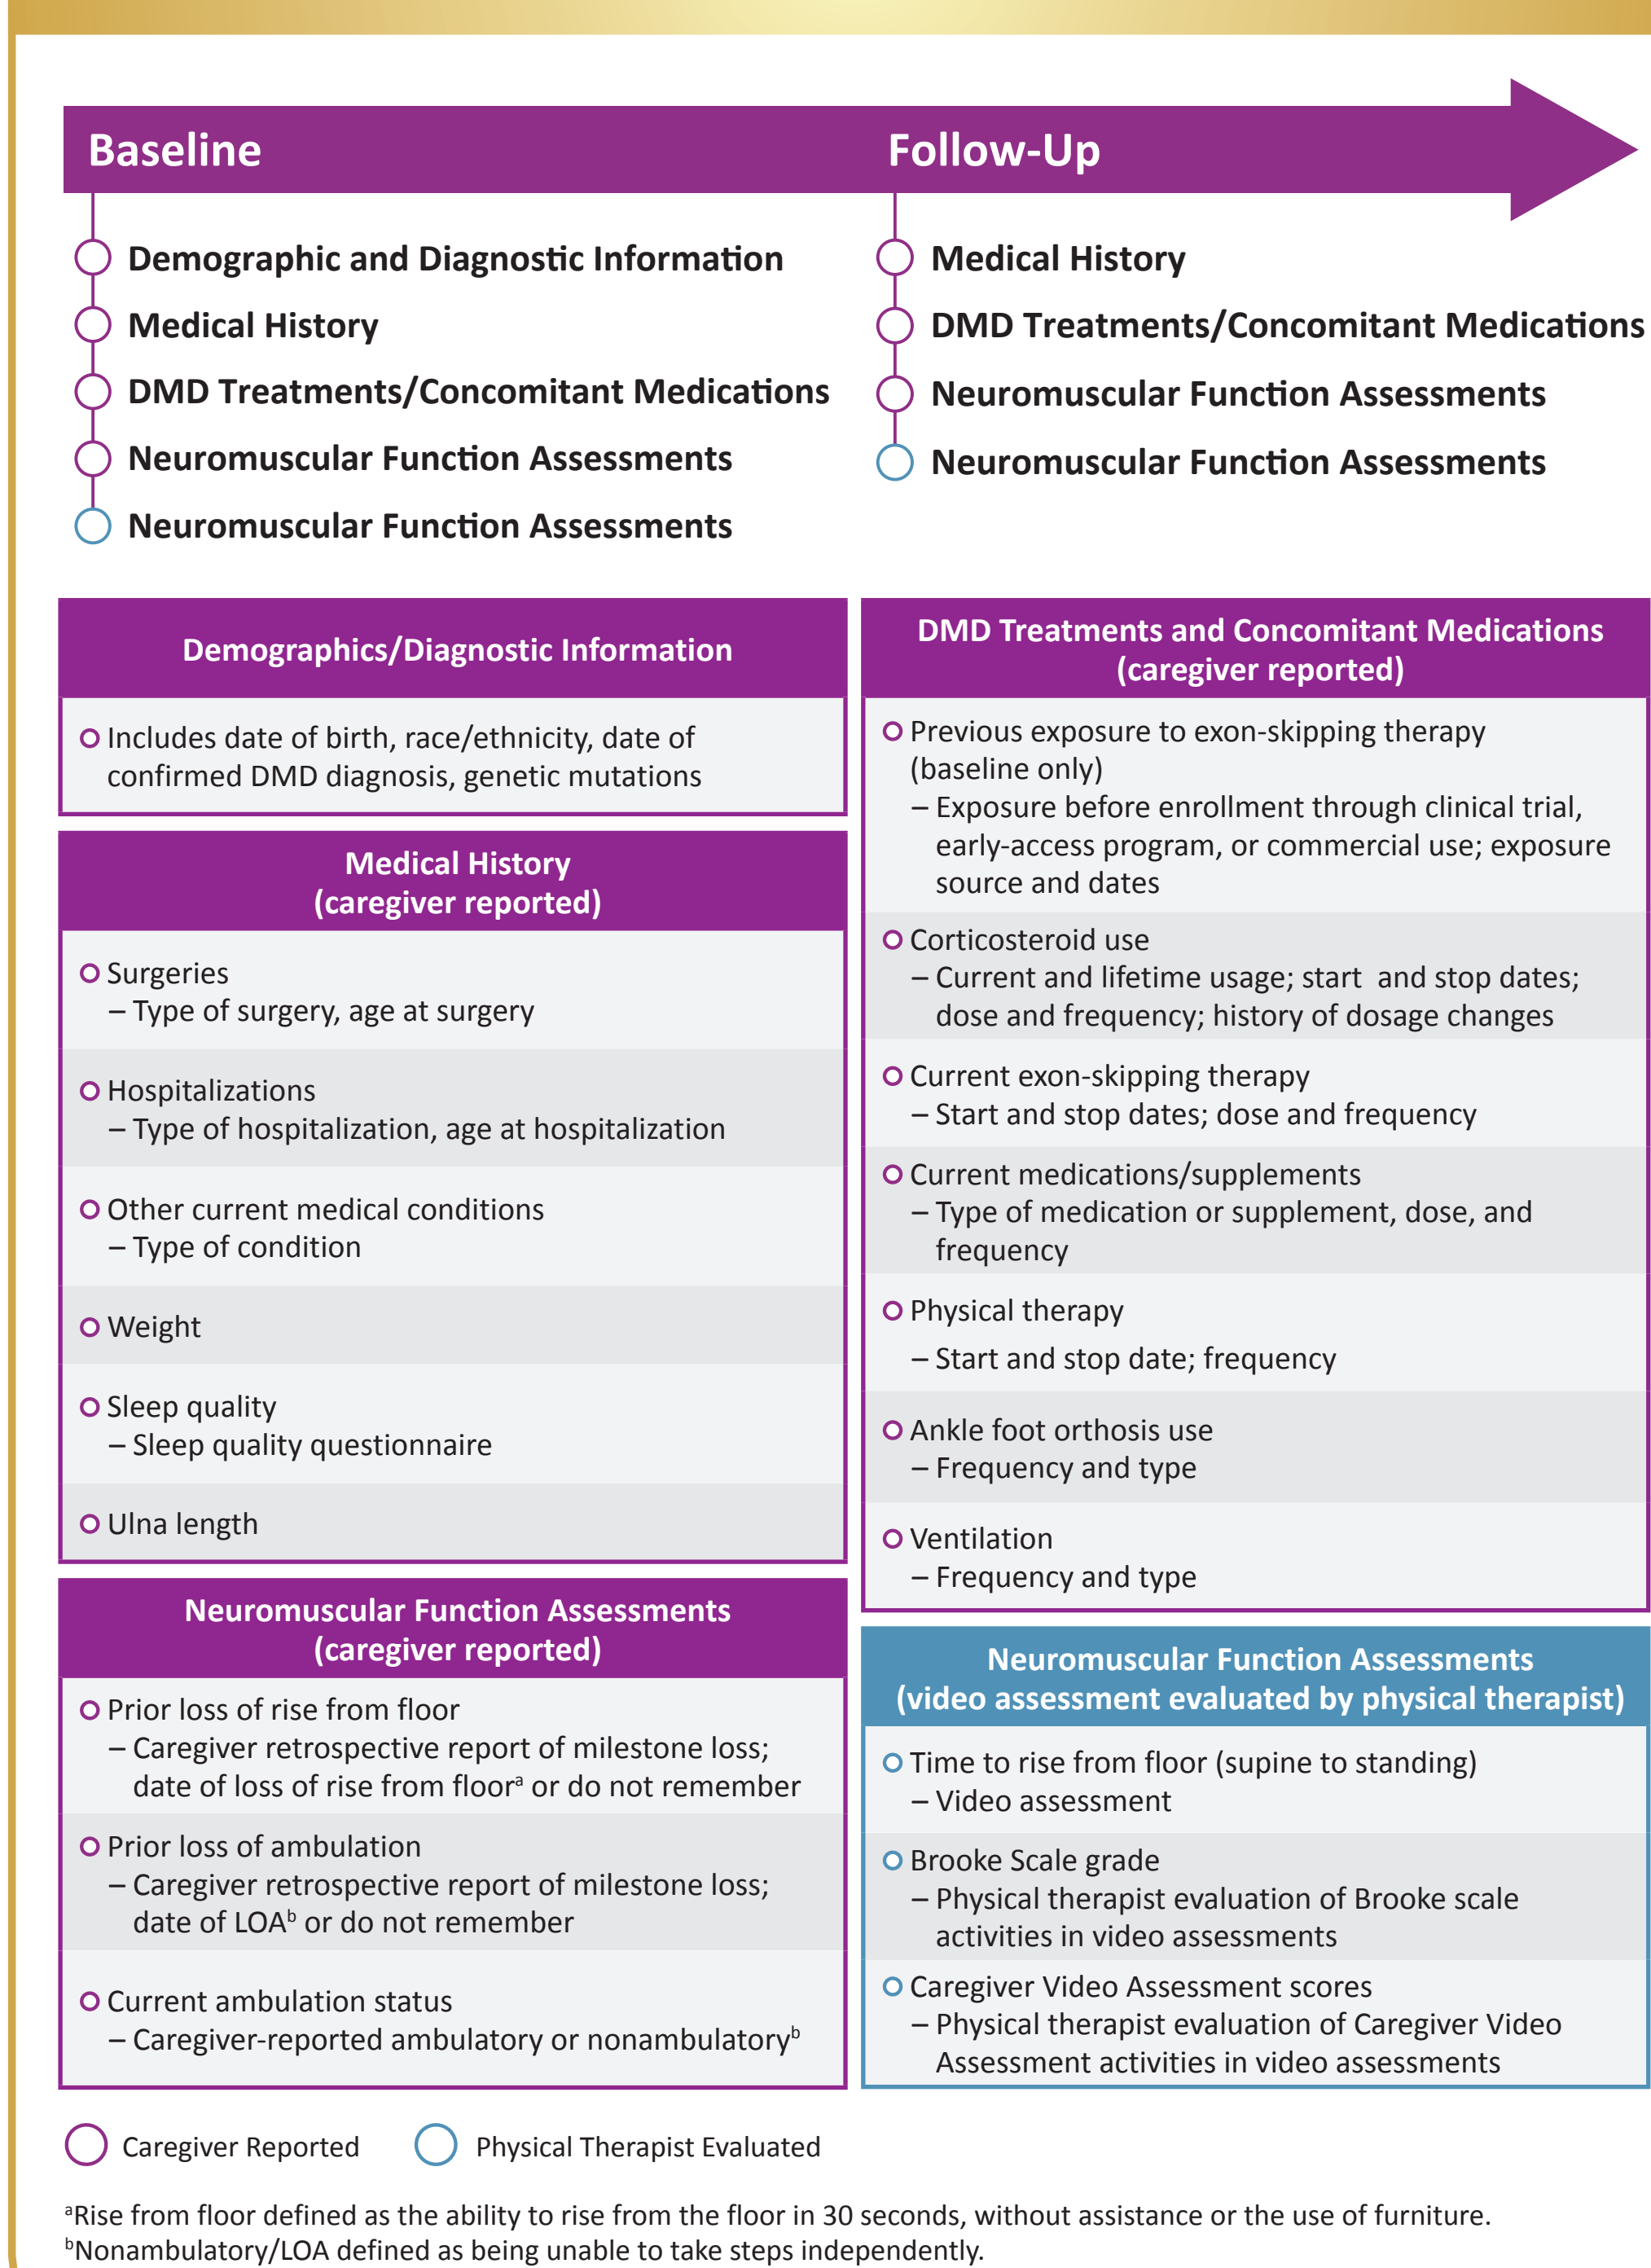 Baseline
Follow-Up
Demographic and Diagnostic Information
Medical History
DMD Treatments/Concomitant Medications
Neuromuscular Function Assessments
Neuromuscular Function Assessments
Medical History
DMD Treatments/Concomitant Medications
Neuromuscular Function Assessments
Neuromuscular Function Assessments
Demographics/Diagnostic Information
Includes date of birth, race/ethnicity, date of
confirmed DMD diagnosis, genetic mutations
Medical History
(caregiver reported)
Surgeries
– Type of surgery, age at surgery
Hospitalizations
– Type of hospitalization, age at hospitalization
Other current medical conditions
– Type of condition
Weight
Sleep quality
– Sleep quality questionnaire
Ulna length
Neuromuscular Function Assessments
(caregiver reported)
Prior loss of rise from floor
– Caregiver retrospective report of milestone loss;
date of loss of rise from floorᵃ or do not remember
Prior loss of ambulation
– Caregiver retrospective report of milestone loss;
date of LOAᵇ or do not remember
Current ambulation status
– Caregiver-reported ambulatory or nonambulatoryᵇ
DMD Treatments and Concomitant Medications
(caregiver reported)
Previous exposure to exon-skipping therapy
(baseline only)
– Exposure before enrollment through clinical trial,
early-access program, or commercial use; exposure
source and dates
Corticosteroid use
– Current and lifetime usage; start and stop dates;
dose and frequency; history of dosage changes
Current exon-skipping therapy
– Start and stop dates; dose and frequency
Current medications/supplements
– Type of medication or supplement, dose, and
frequency
Physical therapy
– Start and stop date; frequency
Ankle foot orthosis use
– Frequency and type
Ventilation
– Frequency and type
Neuromuscular Function Assessments
(video assessment evaluated by physical therapist)
Time to rise from floor (supine to standing)
– Video assessment
Brooke Scale grade
– Physical therapist evaluation of Brooke scale
activities in video assessments
Caregiver Video Assessment scores
– Physical therapist evaluation of Caregiver Video
Assessment activities in video assessments
Caregiver Reported
Physical Therapist Evaluated
ᵃRise from floor defined as the ability to rise from the floor in 30 seconds, without assistance or the use of furniture.
ᵇNonambulatory/LOA defined as being unable to take steps independently.